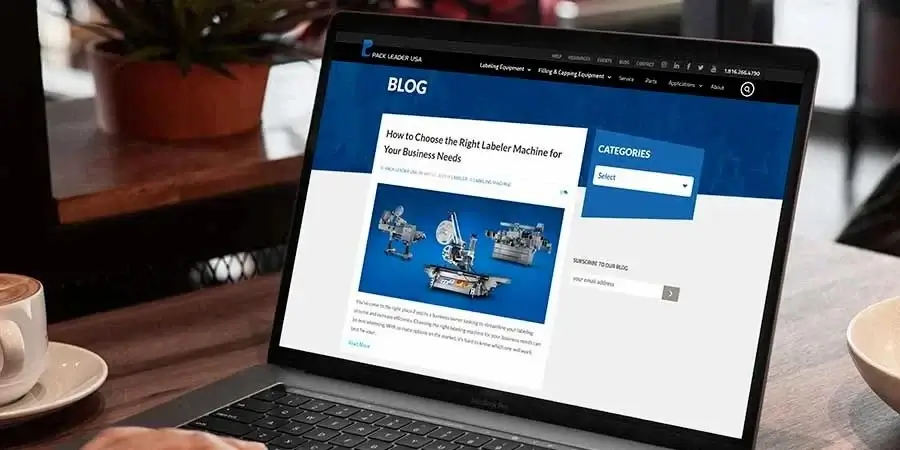 PACK LEADER USA
HELP RESOURCES EVENTS BLOG CONTACT 1.816.266.4790
Labeling Equipment Filling & Capping Equipment Service Parts Applications About
BLOG
How to Choose the Right Labeler Machine for
Your Business Needs
PACK LEADER USA LABELER LABELING MACHINE
CATEGORIES
Select
SUBSCRIBE TO OUR BLOG
your email address
You've come to the right place if you're a business owner looking to streamline your labeling
process and increase efficiency. Choosing the right labeling machine for your business needs can
be overwhelming. With so many options on the market, it's hard to know which one will work
best for your
Read More
MacBook Pro